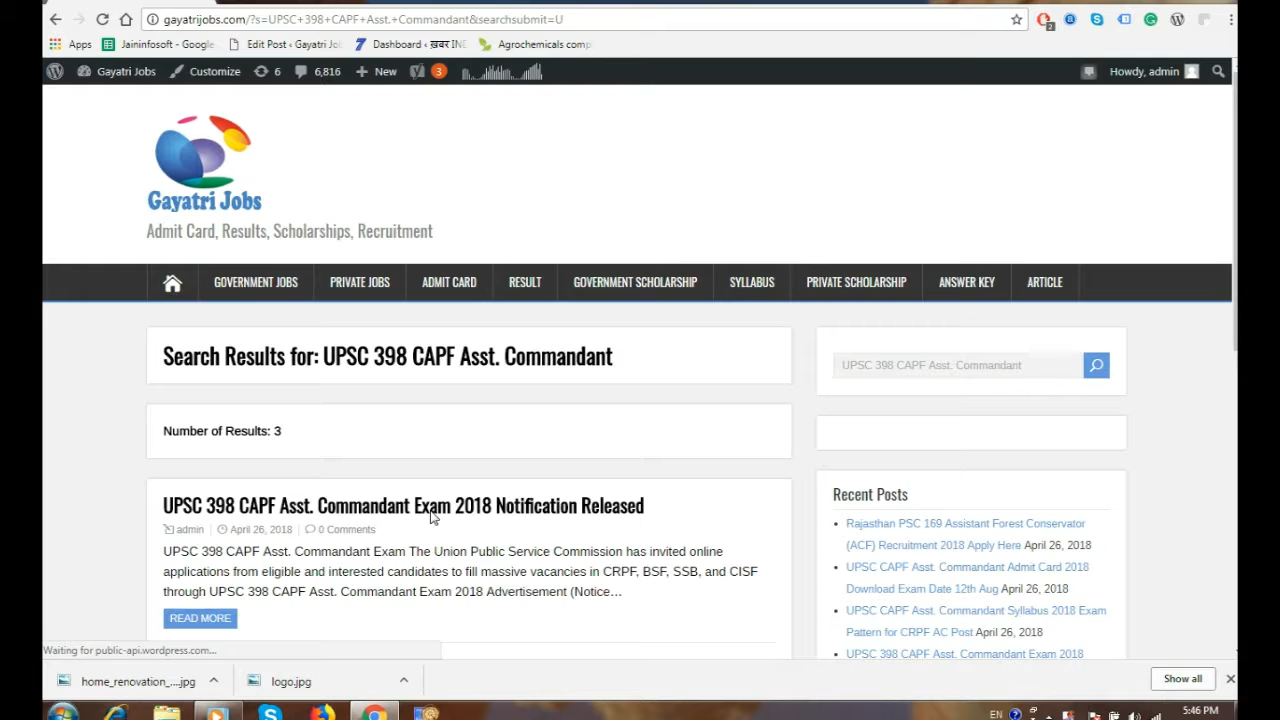 gayatrijobs.com/?s=UPSC+398+CAPF+Asst.+Commandant&searchsubmit=U
2
Apps Jaininfosoft - Google Edit Post ‹ Gayatri Jo Dashboard ‹ ख़बर IND Agrochemicals comp
Gayatri Jobs Customize 6 6,816 New 3 Howdy, admin
Gayatri Jobs
Admit Card, Results, Scholarships, Recruitment
GOVERNMENT JOBS PRIVATE JOBS ADMIT CARD RESULT GOVERNMENT SCHOLARSHIP SYLLABUS PRIVATE SCHOLARSHIP ANSWER KEY ARTICLE
Search Results for: UPSC 398 CAPF Asst. Commandant
UPSC 398 CAPF Asst. Commandant
Number of Results: 3
UPSC 398 CAPF Asst. Commandant Exam 2018 Notification Released
admin April 26, 2018 0 Comments
UPSC 398 CAPF Asst. Commandant Exam The Union Public Service Commission has invited online
applications from eligible and interested candidates to fill massive vacancies in CRPF, BSF, SSB, and CISF
through UPSC 398 CAPF Asst. Commandant Exam 2018 Advertisement (Notice...
READ MORE
Recent Posts
Rajasthan PSC 169 Assistant Forest Conservator
(ACF) Recruitment 2018 Apply Here April 26, 2018
UPSC CAPF Asst. Commandant Admit Card 2018
Download Exam Date 12th Aug April 26, 2018
UPSC CAPF Asst. Commandant Syllabus 2018 Exam
Pattern for CRPF AC Post April 26, 2018
UPSC 398 CAPF Asst. Commandant Exam 2018
Waiting for public-api.wordpress.com...
home_renovation_....jpg logo.jpg Show all
EN 5:46 PM